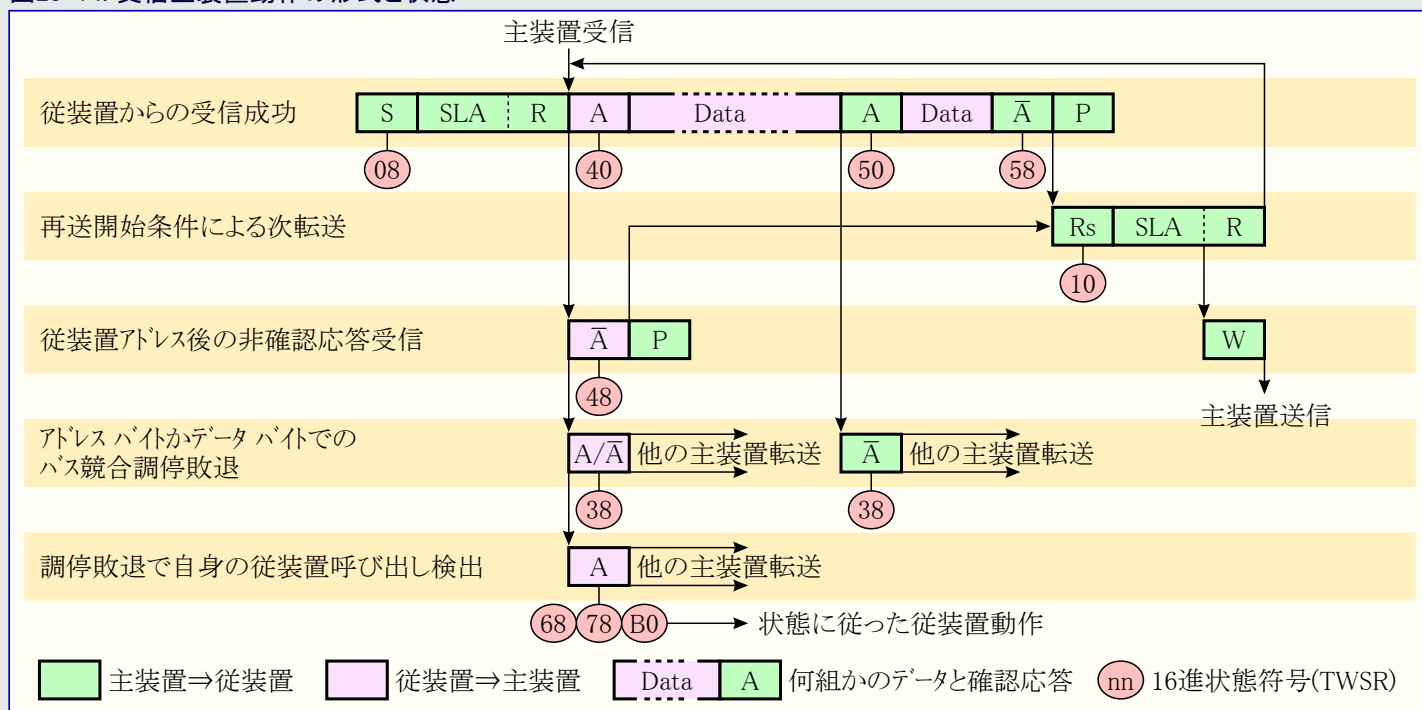 主装置受信
従装置からの受信成功
S SLA R A Data A Data A̅ P
08 40 50 58
再送開始条件による次転送
Rs SLA R
10
従装置アドレス後の非確認応答受信
A̅ P W
48
主装置送信
アドレス バイトかデータ バイトでの
バス競合調停敗退
A/A̅ 他の主装置転送 A̅ 他の主装置転送
38 38
調停敗退で自身の従装置呼び出し検出
A 他の主装置転送
68 78 B0 状態に従った従装置動作
主装置⇒従装置 従装置⇒主装置 Data A 何組かのデータと確認応答 nn 16進状態符号(TWSR)